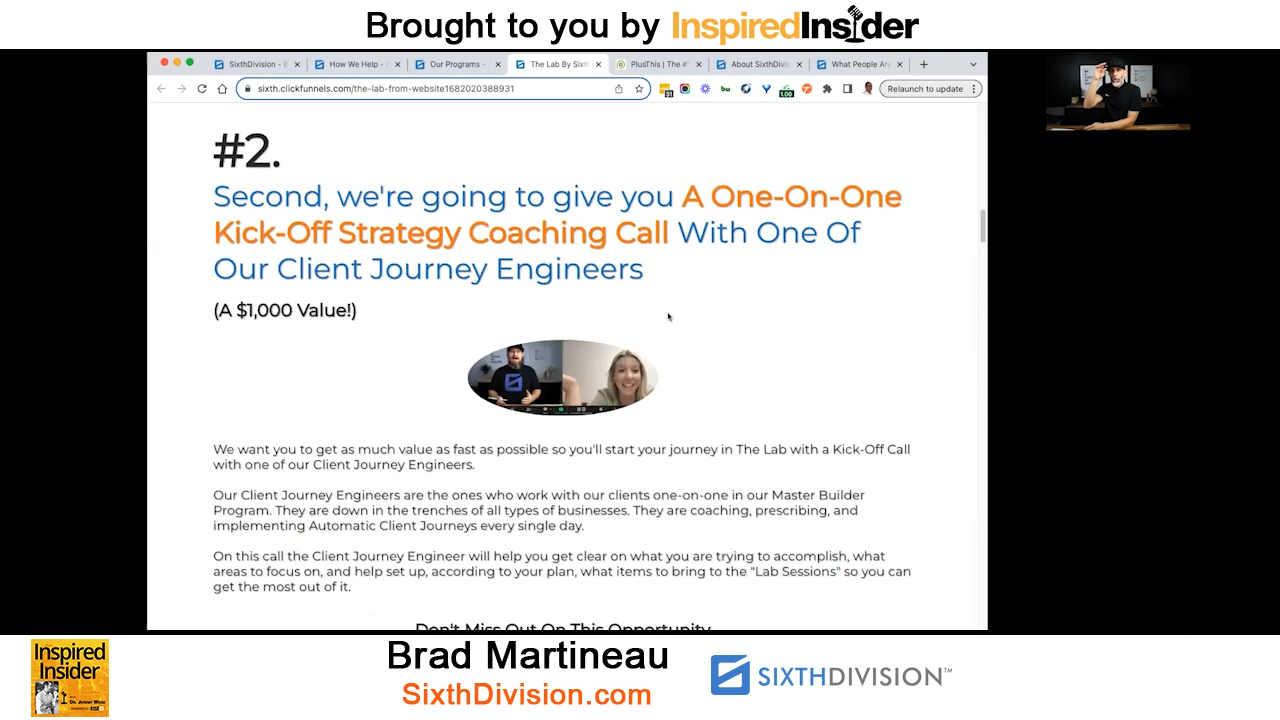 Brought to you by InspiredInsider
SixthDivision - E
How We Help -
Our Programs -
The Lab By Sixt
PlusThis | The #
About SixthDivis
What People Are
Relaunch to update
sixth.clickfunnels.com/the-lab-from-website1682020388931
#2.
Second, we're going to give you A One-On-One
Kick-Off Strategy Coaching Call With One Of
Our Client Journey Engineers
(A $1,000 Value!)
We want you to get as much value as fast as possible so you'll start your journey in The Lab with a Kick-Off Call
with one of our Client Journey Engineers.
Our Client Journey Engineers are the ones who work with our clients one-on-one in our Master Builder
Program. They are down in the trenches of all types of businesses. They are coaching, prescribing, and
implementing Automatic Client Journeys every single day.
On this call the Client Journey Engineer will help you get clear on what you are trying to accomplish, what
areas to focus on, and help set up, according to your plan, what items to bring to the "Lab Sessions" so you can
get the most out of it.
Don't Miss Out On This Opportunity
Inspired
Insider
Brad Martineau
SixthDivision.com
SIXTHDIVISION™